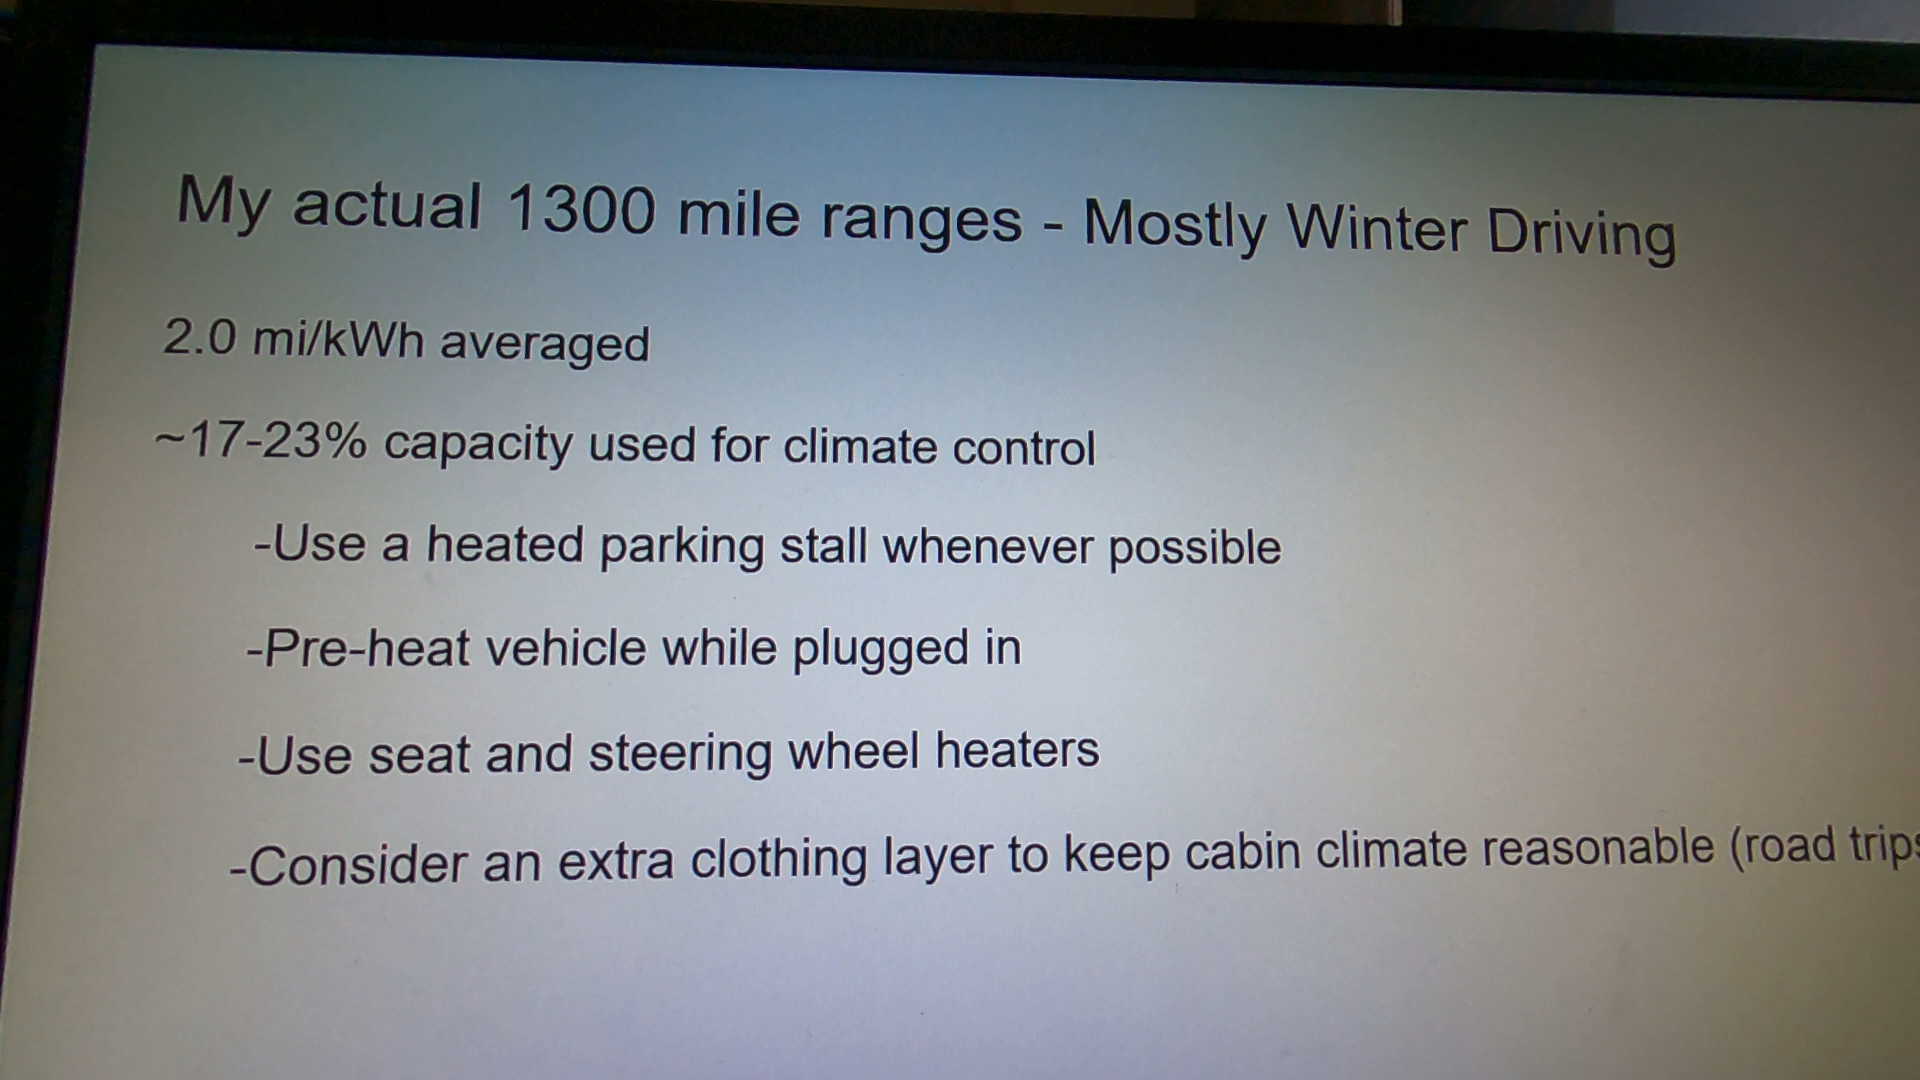 My actual 1300 mile ranges - Mostly Winter Driving
2.0 mi/kWh averaged
~17-23% capacity used for climate control
-Use a heated parking stall whenever possible
-Pre-heat vehicle while plugged in
-Use seat and steering wheel heaters
-Consider an extra clothing layer to keep cabin climate reasonable (road trips